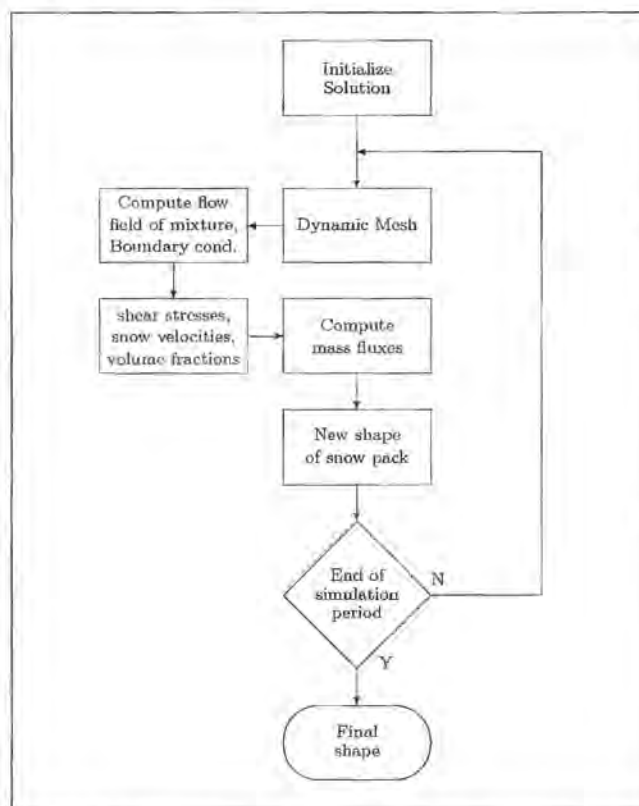 Initialize
Solution
Compute flow
field of mixture,
Boundary cond.
Dynamic Mesh
shear stresses,
snow velocities,
volume fractions
Compute
mass fluxes
New shape
of snow pack
End of
simulation
period
N
Y
Final
shape